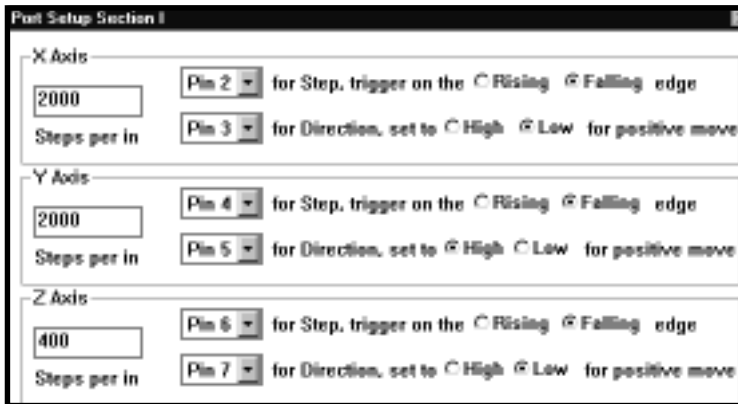 Port Setup Section I
X Axis
2000
Steps per in
Pin 2 for Step, trigger on the Rising Falling edge
Pin 3 for Direction, set to High Low for positive move
Y Axis
2000
Steps per in
Pin 4 for Step, trigger on the Rising Falling edge
Pin 5 for Direction, set to High Low for positive move
Z Axis
400
Steps per in
Pin 6 for Step, trigger on the Rising Falling edge
Pin 7 for Direction, set to High Low for positive move